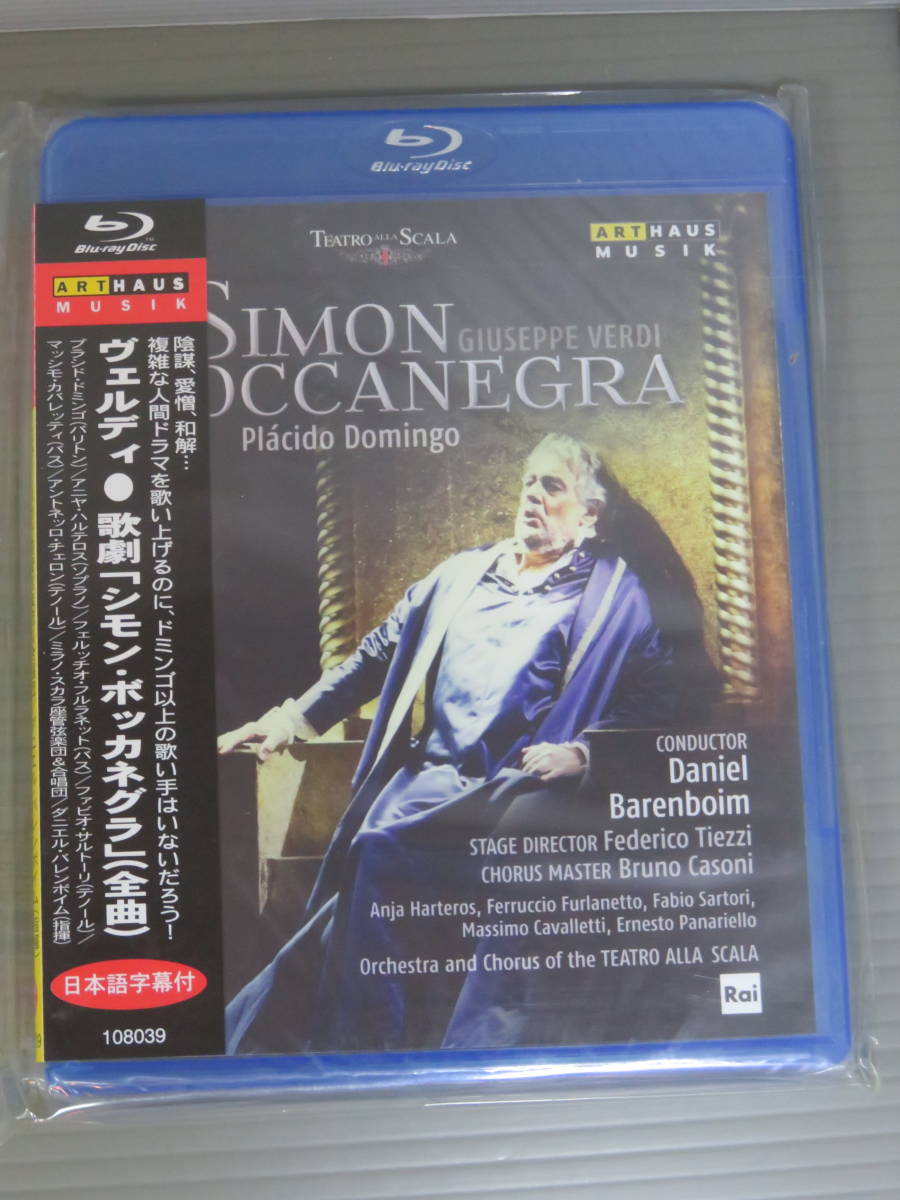 Blu-ray Disc
Blu-ray Disc
TM
ARTHAUS
MUSIK
陰謀、愛憎、和解…
複雑な人間ドラマを歌い上げるのに、ドミンゴ以上の歌い手はいないだろう！
ヴェルディ●歌劇「シモン・ボッカネグラ」（全曲）
プラシド・ドミンゴ（バリトン）／アニヤ・ハルテロス（ソプラノ）／フェルッチオ・フルラネット（バス）／ファビオ・サルトーリ（テノール）／
マッシモ・カバレッティ（バス）／アントネッロ・チェロン（テノール）／ミラノ・スカラ座管弦楽団＆合唱団／ダニエル・バレンボイム（指揮）
日本語字幕付
108039
TEATRO ALLA SCALA
ARTHAUS
MUSIK
SIMON
GIUSEPPE VERDI
OCCANEGRA
Plácido Domingo
CONDUCTOR
Daniel
Barenboim
STAGE DIRECTOR Federico Tiezzi
CHORUS MASTER Bruno Casoni
Anja Harteros, Ferruccio Furlanetto, Fabio Sartori,
Massimo Cavalletti, Ernesto Panariello
Orchestra and Chorus of the TEATRO ALLA SCALA
Rai